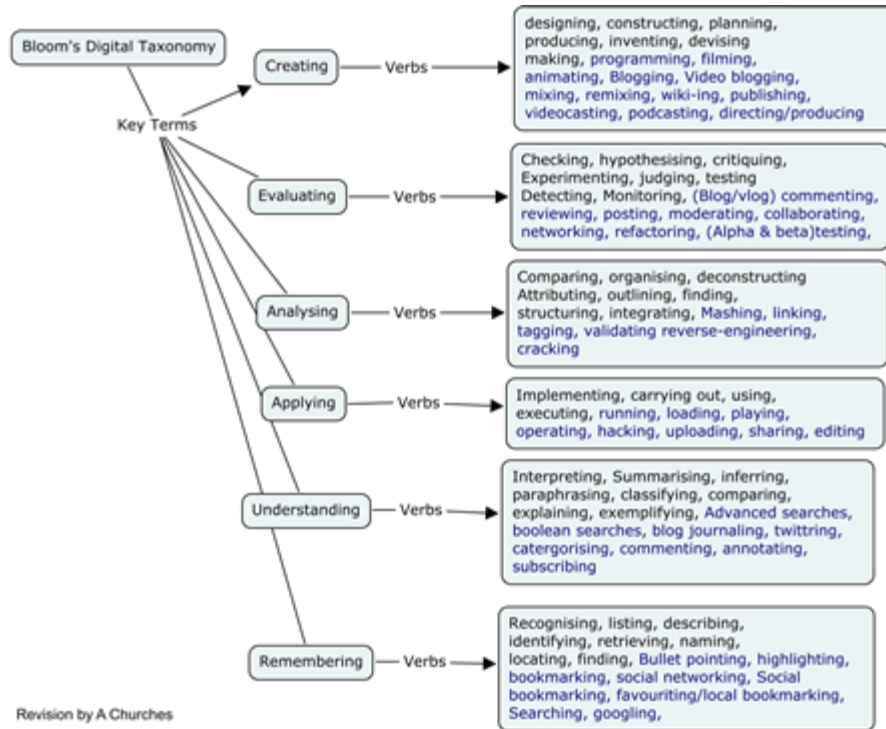 Bloom's Digital Taxonomy
Key Terms
Creating
Verbs
designing, constructing, planning,
producing, inventing, devising
making, programming, filming,
animating, Blogging, Video blogging,
mixing, remixing, wiki-ing, publishing,
videocasting, podcasting, directing/producing
Evaluating
Verbs
Checking, hypothesising, critiquing,
Experimenting, judging, testing
Detecting, Monitoring, (Blog/vlog) commenting,
reviewing, posting, moderating, collaborating,
networking, refactoring, (Alpha & beta)testing,
Analysing
Verbs
Comparing, organising, deconstructing
Attributing, outlining, finding,
structuring, integrating, Mashing, linking,
tagging, validating reverse-engineering,
cracking
Applying
Verbs
Implementing, carrying out, using,
executing, running, loading, playing,
operating, hacking, uploading, sharing, editing
Understanding
Verbs
Interpreting, Summarising, inferring,
paraphrasing, classifying, comparing,
explaining, exemplifying, Advanced searches,
boolean searches, blog journaling, twittring,
catergorising, commenting, annotating,
subscribing
Remembering
Verbs
Recognising, listing, describing,
identifying, retrieving, naming,
locating, finding, Bullet pointing, highlighting,
bookmarking, social networking, Social
bookmarking, favouriting/local bookmarking,
Searching, googling,
Revision by A Churches